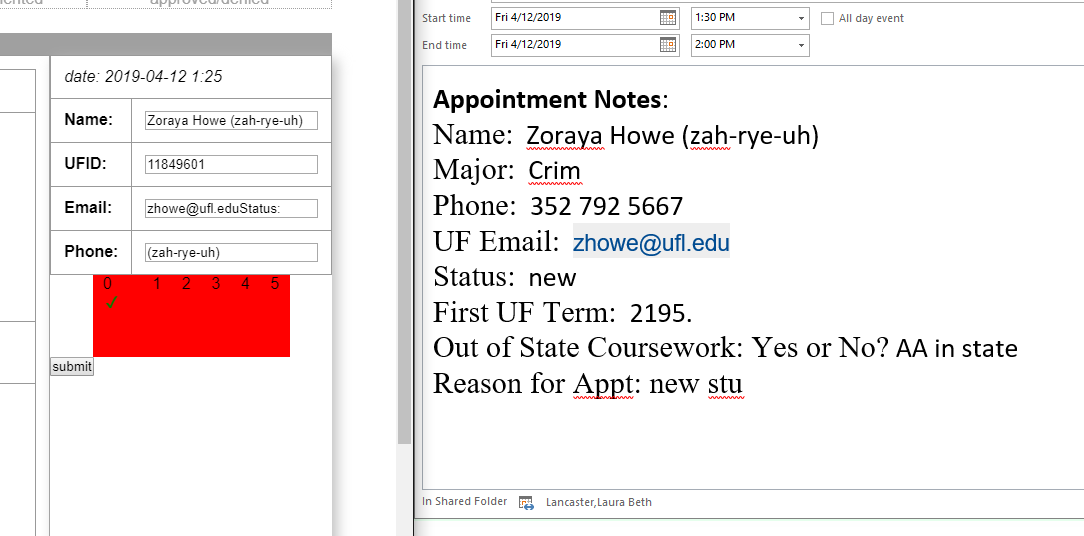 ented
approved/denied
date: 2019-04-12 1:25
Name: Zoraya Howe (zah-rye-uh)
UFID: 11849601
Email: zhowe@ufl.eduStatus:
Phone: (zah-rye-uh)
0 1 2 3 4 5
✓
submit
Start time Fri 4/12/2019 1:30 PM All day event
End time Fri 4/12/2019 2:00 PM
Appointment Notes:
Name: Zoraya Howe (zah-rye-uh)
Major: Crim
Phone: 352 792 5667
UF Email: zhowe@ufl.edu
Status: new
First UF Term: 2195.
Out of State Coursework: Yes or No? AA in state
Reason for Appt: new stu
In Shared Folder Lancaster,Laura Beth